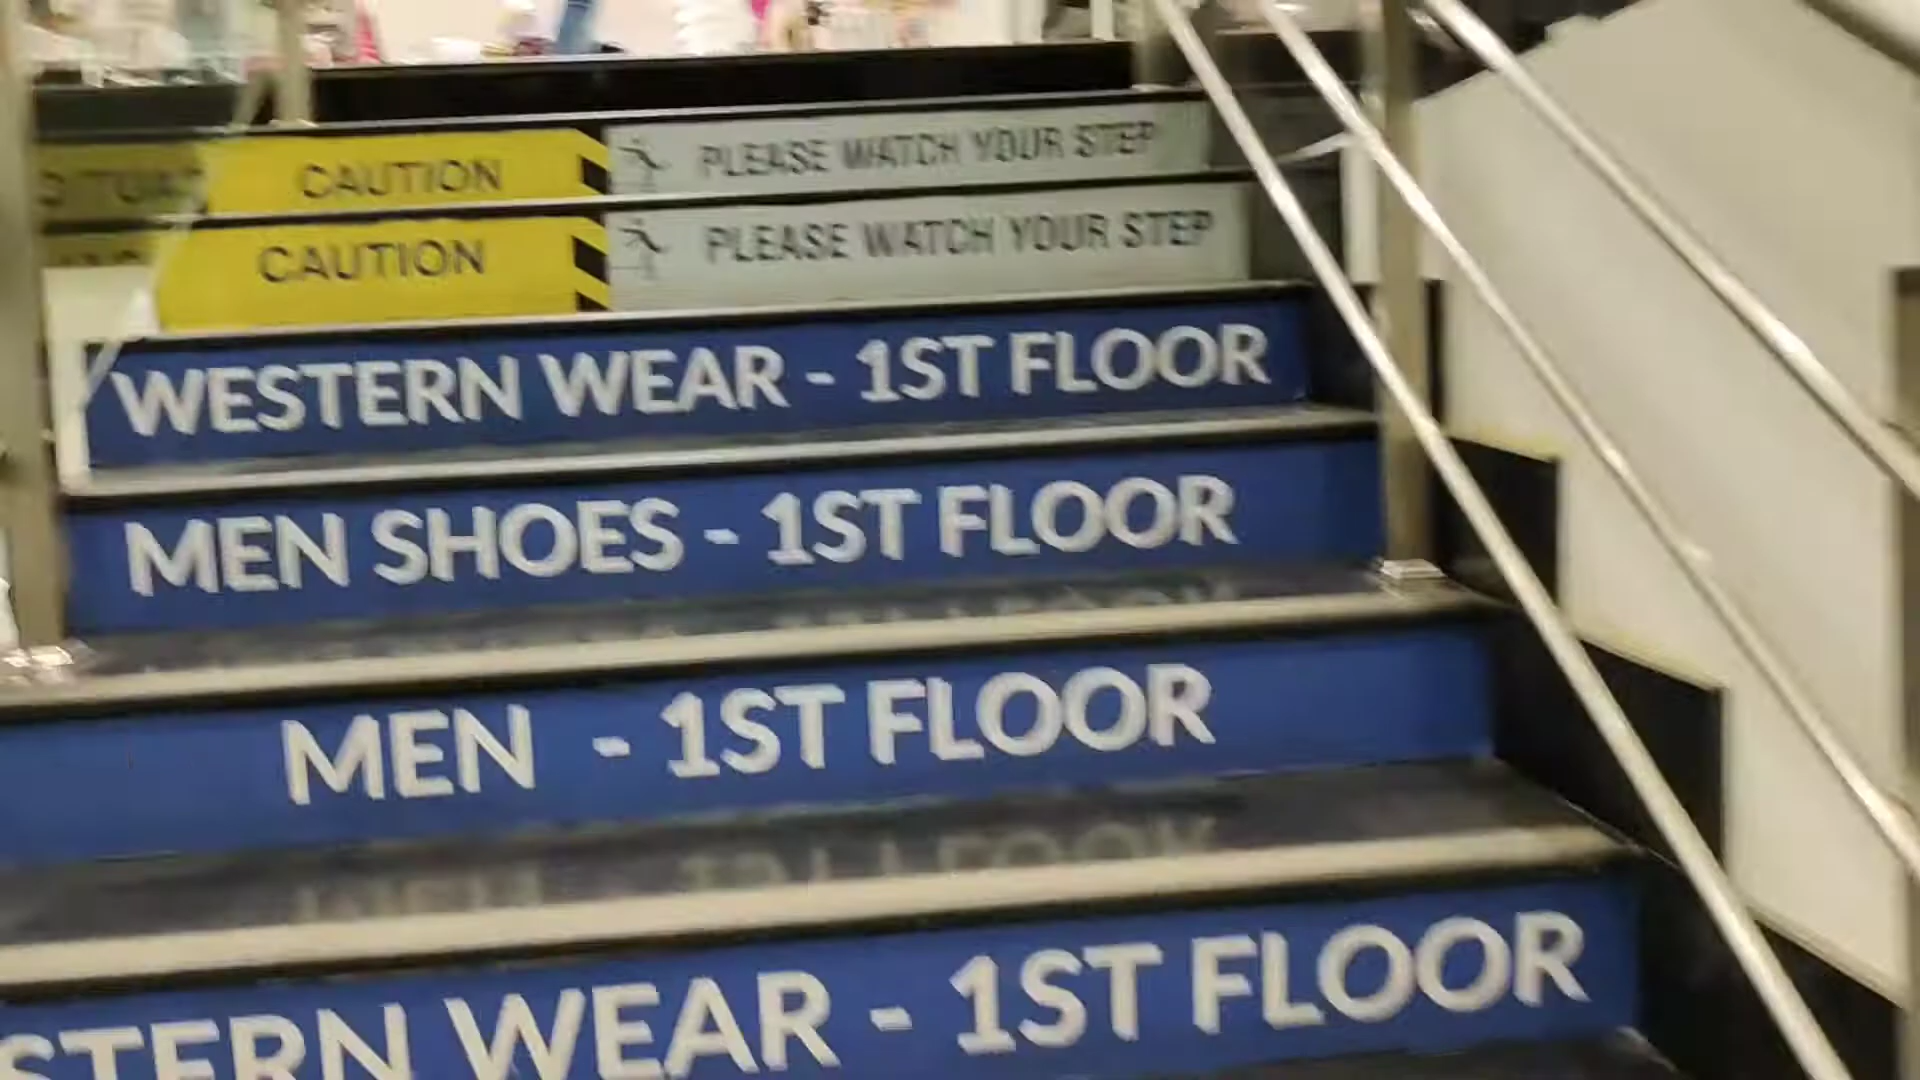 CAUTION PLEASE WATCH YOUR STEP
CAUTION PLEASE WATCH YOUR STEP
WESTERN WEAR - 1ST FLOOR
MEN SHOES - 1ST FLOOR
MEN - 1ST FLOOR
WEAR - 1ST FLOOR